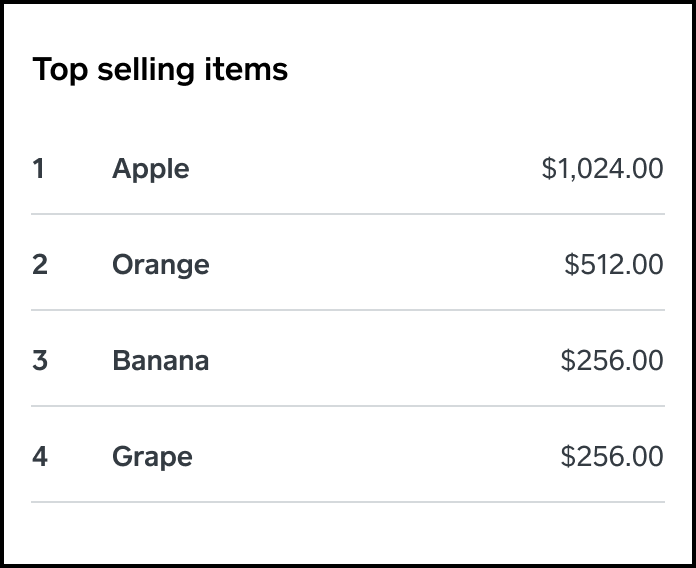 Top selling items
1 Apple $1,024.00
2 Orange $512.00
3 Banana $256.00
4 Grape $256.00